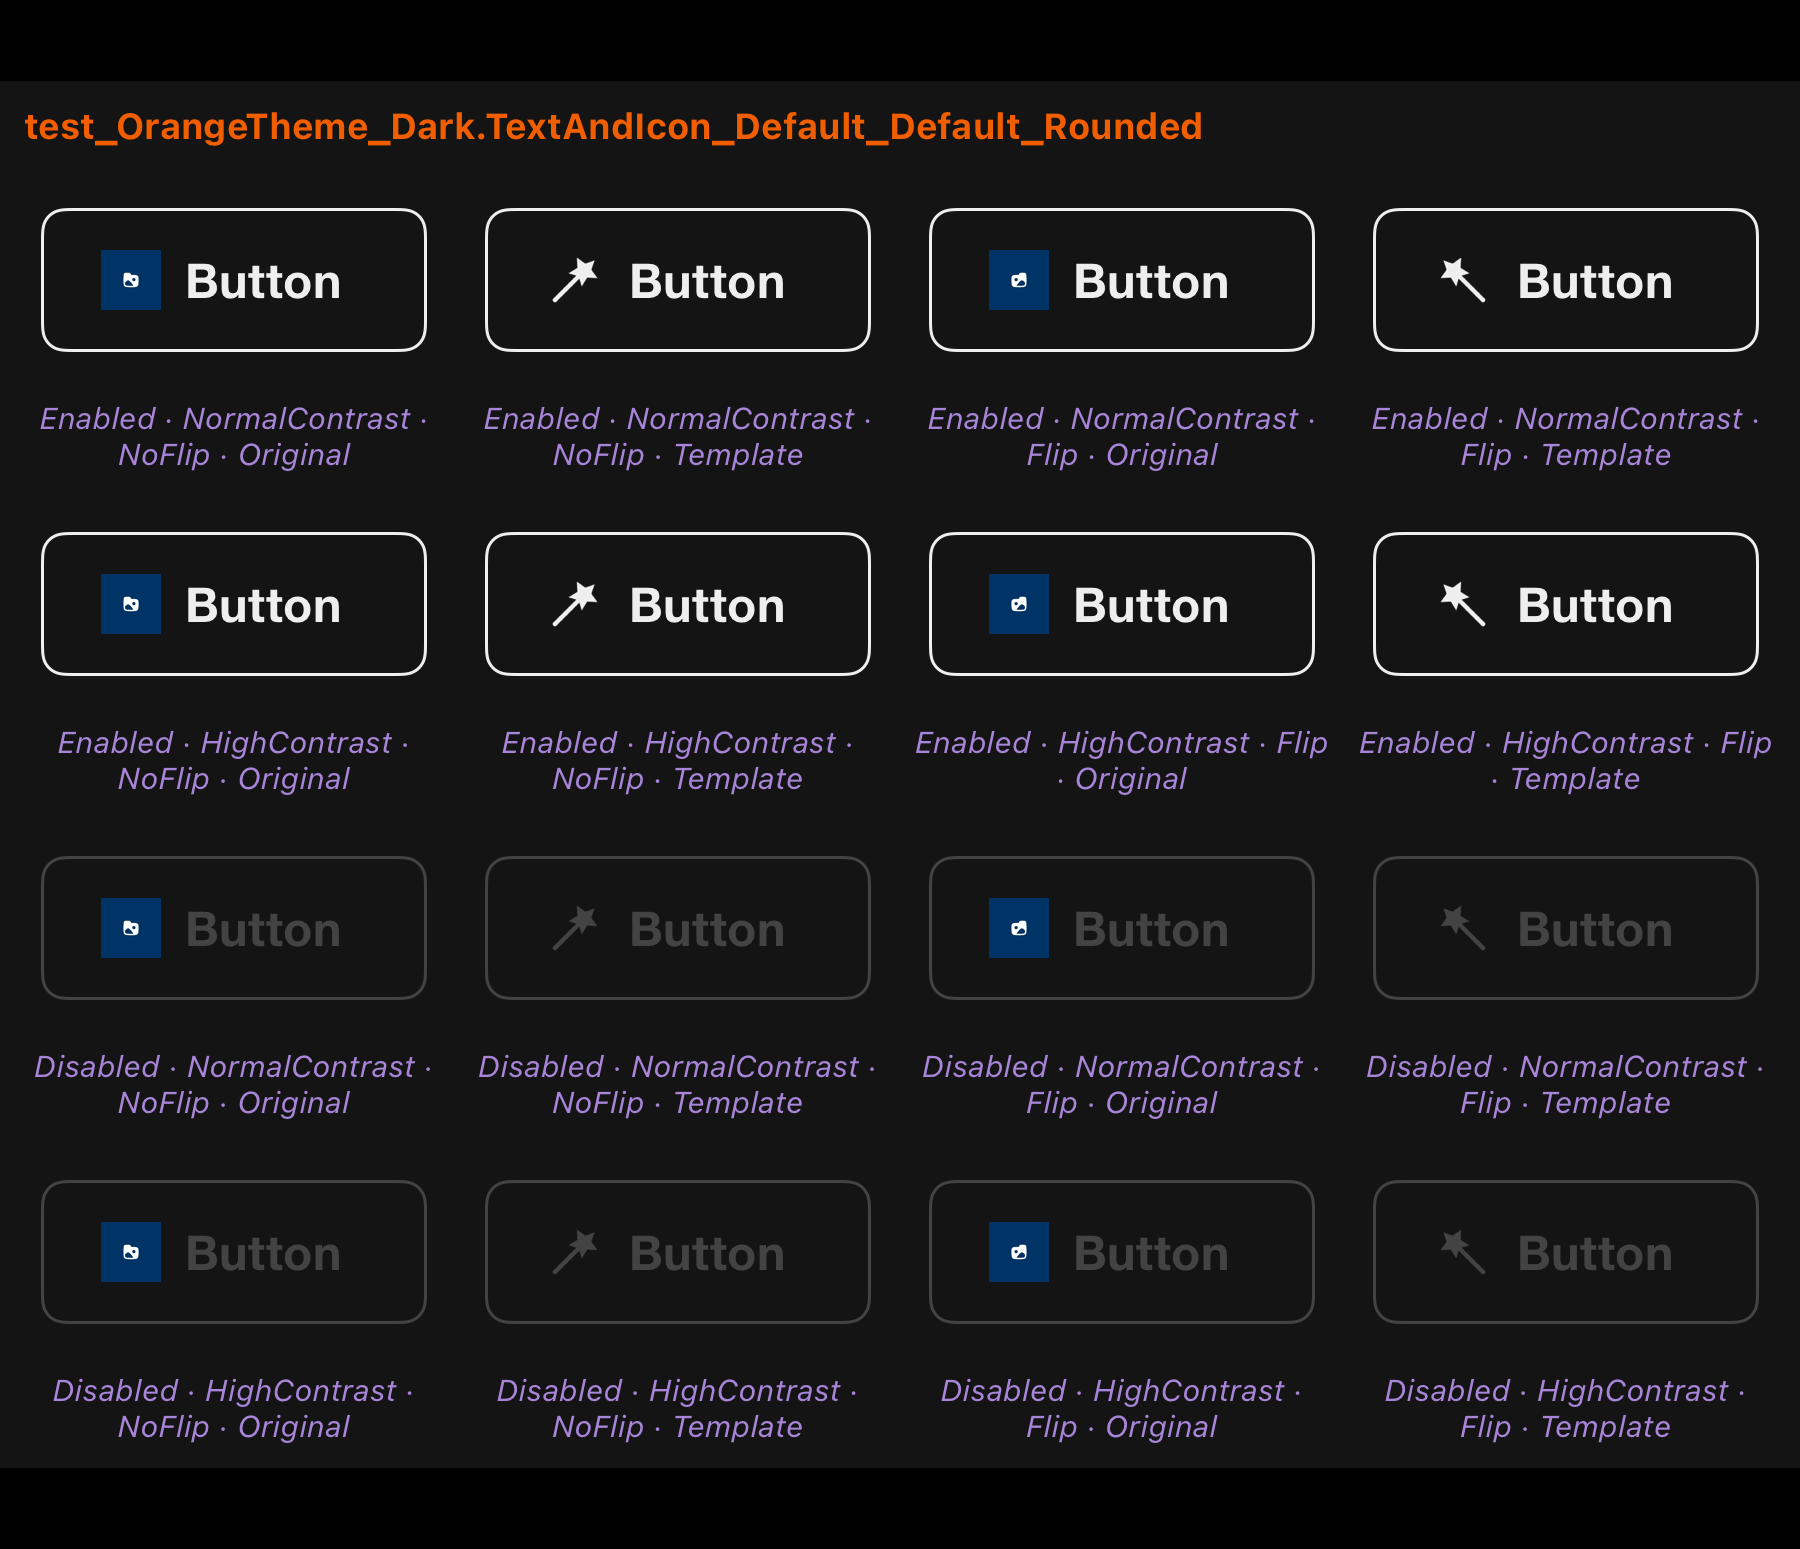 test_OrangeTheme_Dark.TextAndIcon_Default_Default_Rounded
Button Button Button Button
Enabled · NormalContrast · Enabled · NormalContrast · Enabled · NormalContrast · Enabled · NormalContrast ·
NoFlip · Original NoFlip · Template Flip · Original Flip · Template
Button Button Button Button
Enabled · HighContrast · Enabled · HighContrast · Enabled · HighContrast · Flip Enabled · HighContrast · Flip
NoFlip · Original NoFlip · Template · Original · Template
Button Button Button Button
Disabled · NormalContrast · Disabled · NormalContrast · Disabled · NormalContrast · Disabled · NormalContrast ·
NoFlip · Original NoFlip · Template Flip · Original Flip · Template
Button Button Button Button
Disabled · HighContrast · Disabled · HighContrast · Disabled · HighContrast · Disabled · HighContrast ·
NoFlip · Original NoFlip · Template Flip · Original Flip · Template